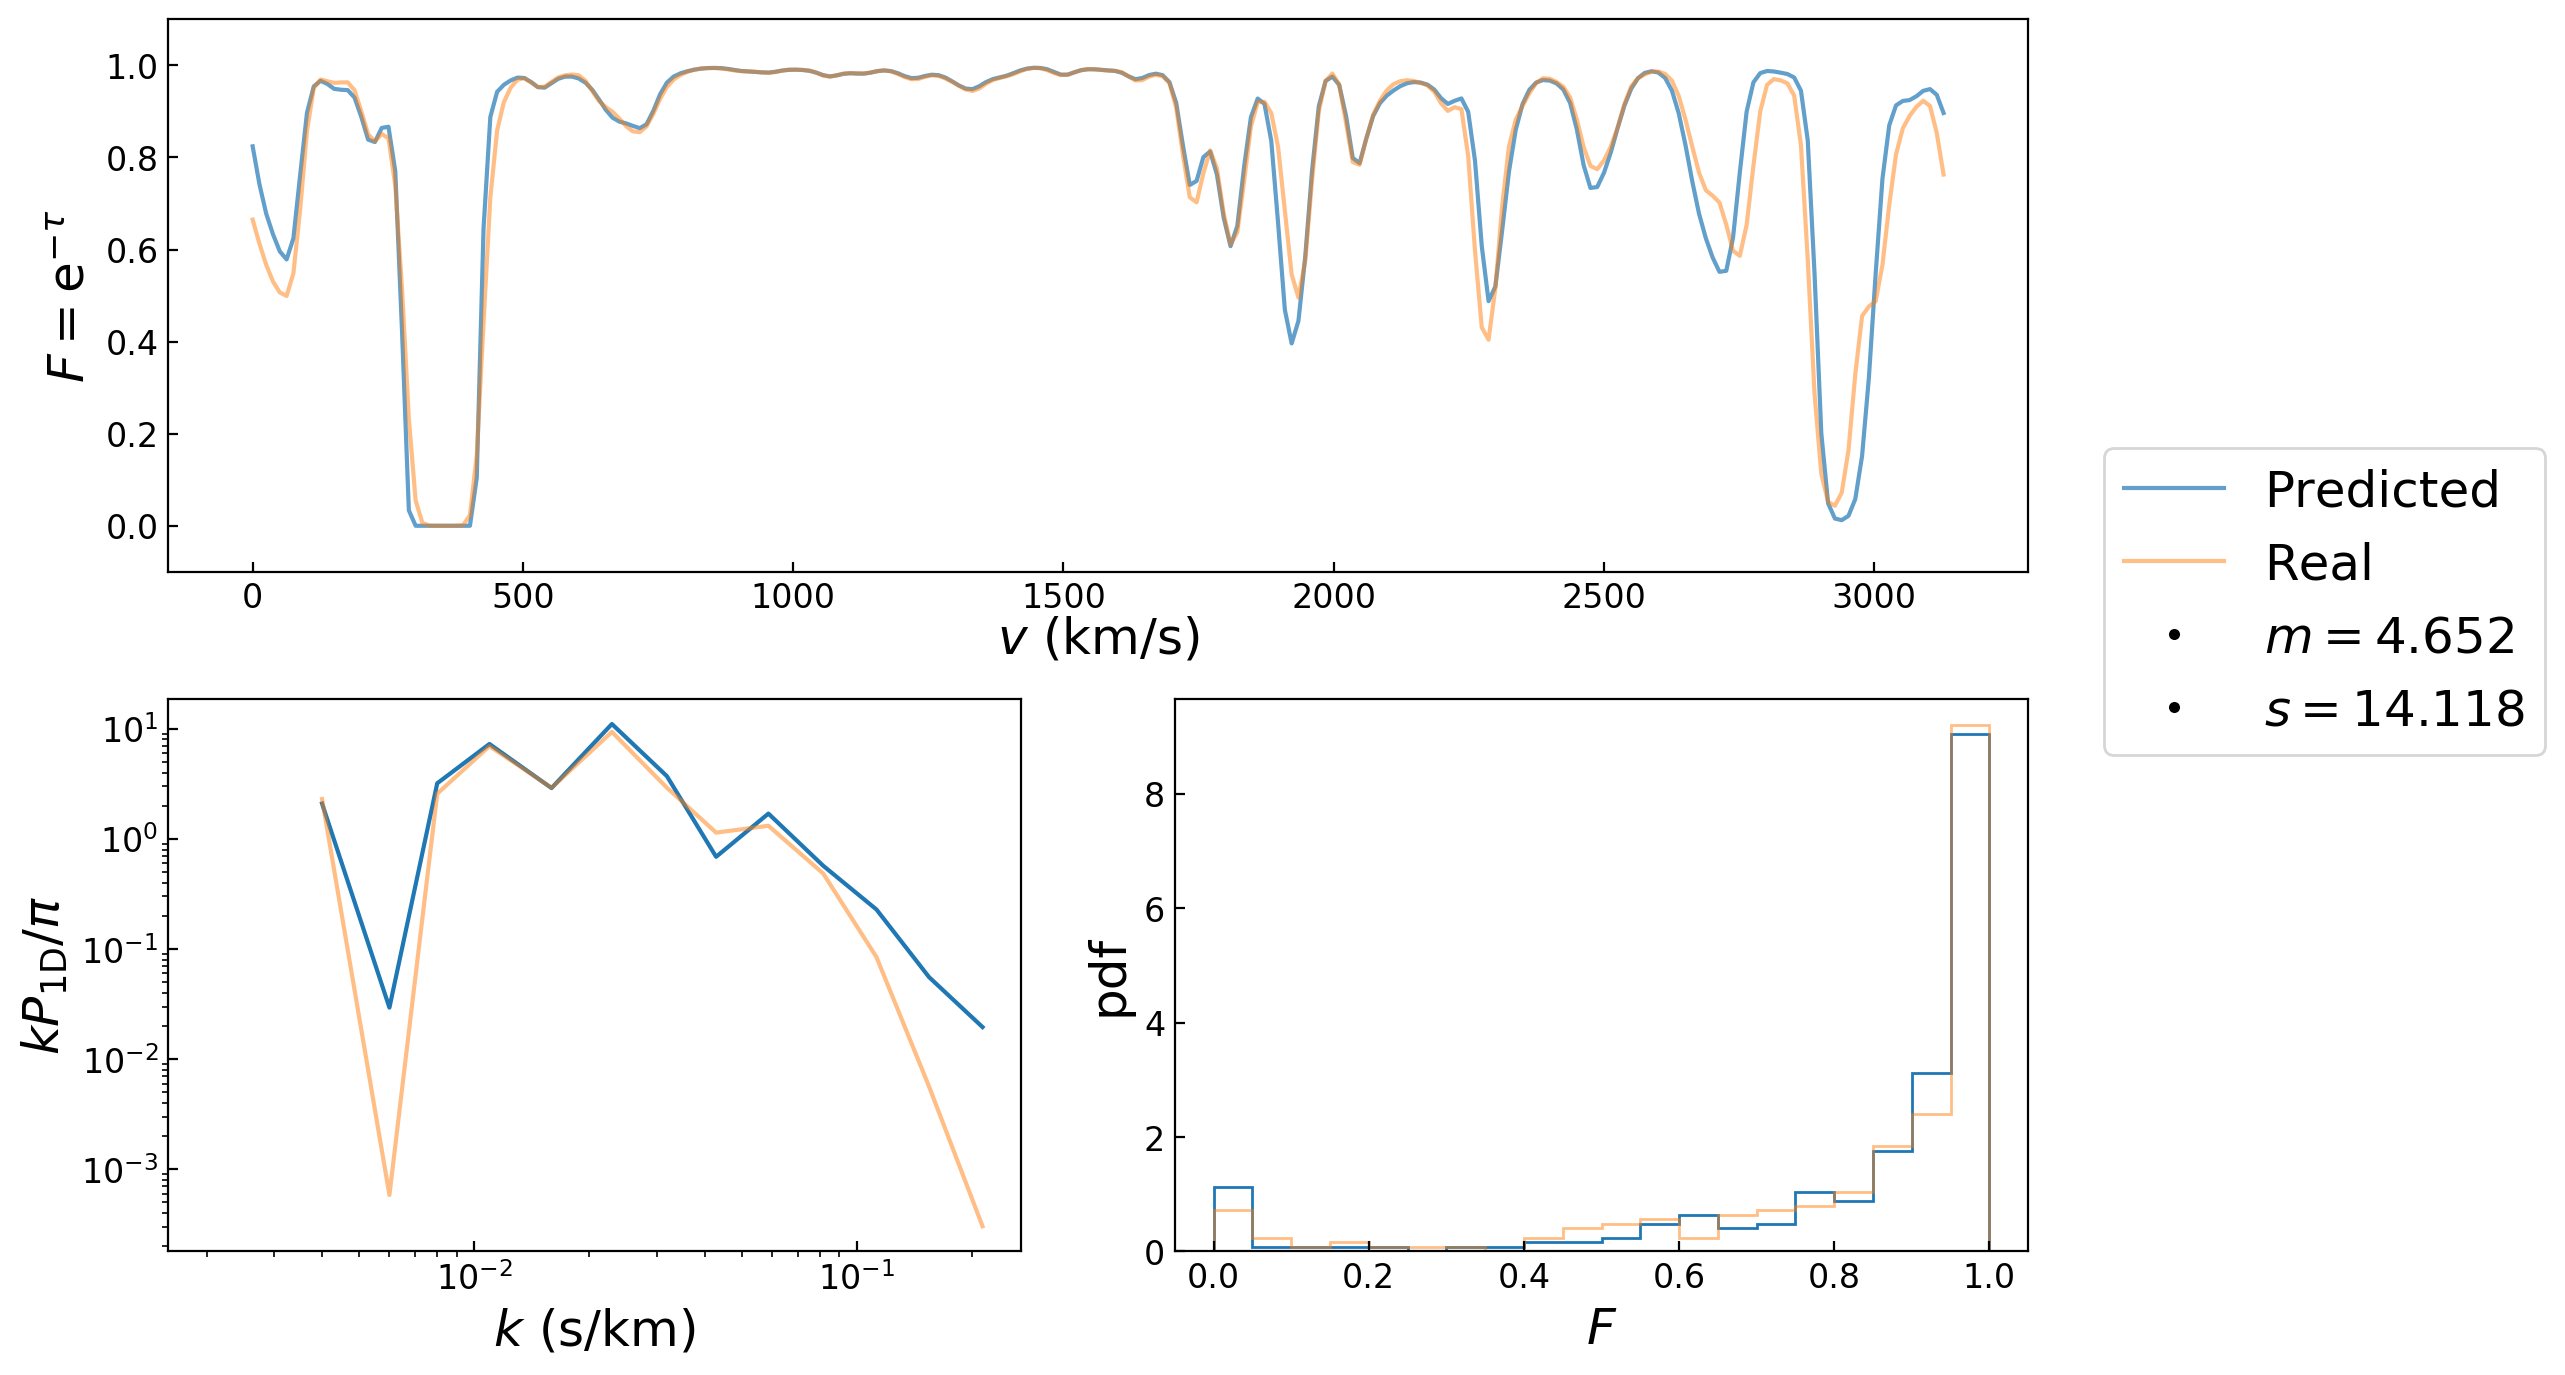 1.0
0.8
0.6
0.4
0.2
0.0
F = e^{−τ}
0 500 1000 1500 2000 2500 3000
v (km/s)
Predicted
Real
m = 4.652
s = 14.118
10^1
10^0
10^{−1}
10^{−2}
10^{−3}
kP_{1D}/π
10^{−2} 10^{−1}
k (s/km)
8
6
4
2
0
pdf
0.0 0.2 0.4 0.6 0.8 1.0
F